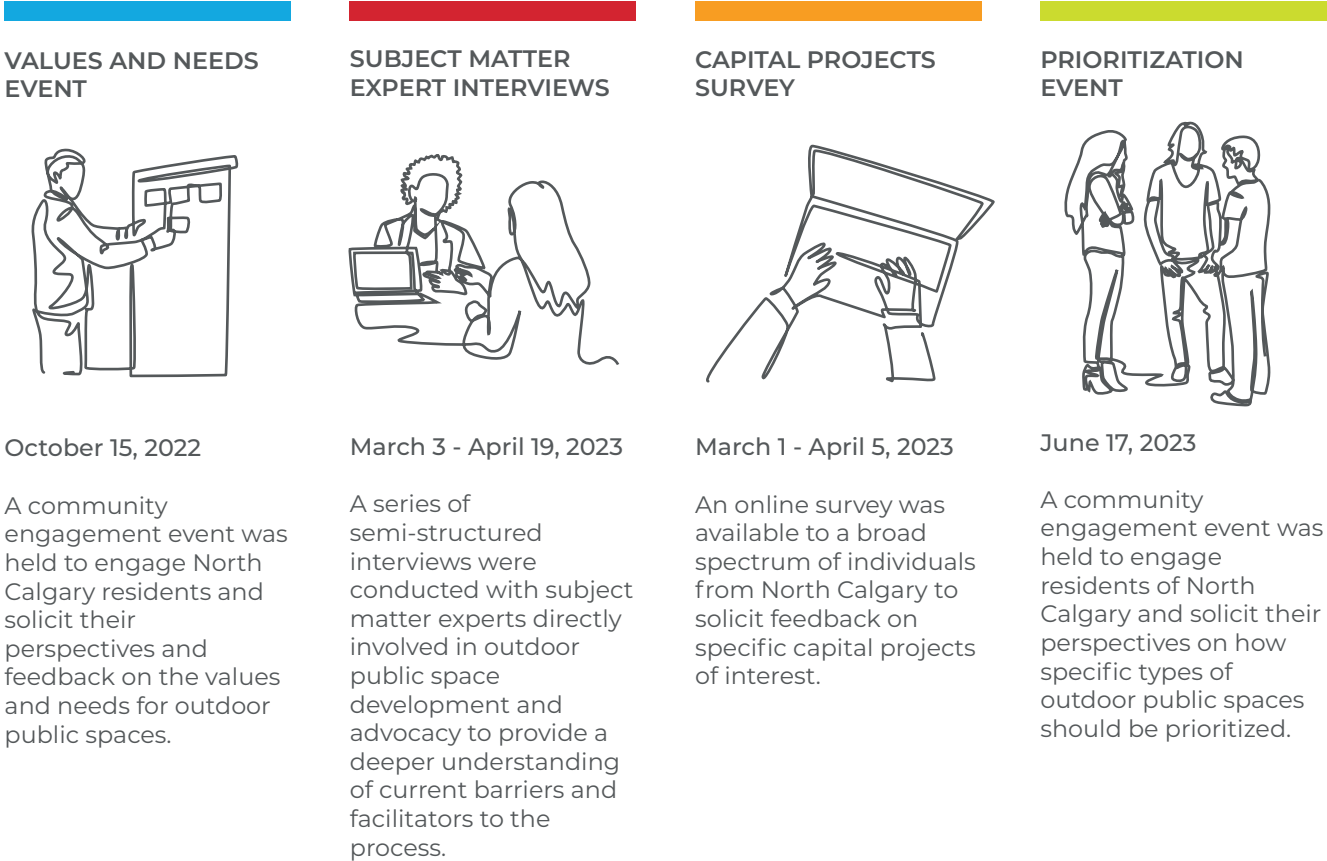 VALUES AND NEEDS
EVENT
October 15, 2022
A community
engagement event was
held to engage North
Calgary residents and
solicit their
perspectives and
feedback on the values
and needs for outdoor
public spaces.
SUBJECT MATTER
EXPERT INTERVIEWS
March 3 - April 19, 2023
A series of
semi-structured
interviews were
conducted with subject
matter experts directly
involved in outdoor
public space
development and
advocacy to provide a
deeper understanding
of current barriers and
facilitators to the
process.
CAPITAL PROJECTS
SURVEY
March 1 - April 5, 2023
An online survey was
available to a broad
spectrum of individuals
from North Calgary to
solicit feedback on
specific capital projects
of interest.
PRIORITIZATION
EVENT
June 17, 2023
A community
engagement event was
held to engage
residents of North
Calgary and solicit their
perspectives on how
specific types of
outdoor public spaces
should be prioritized.